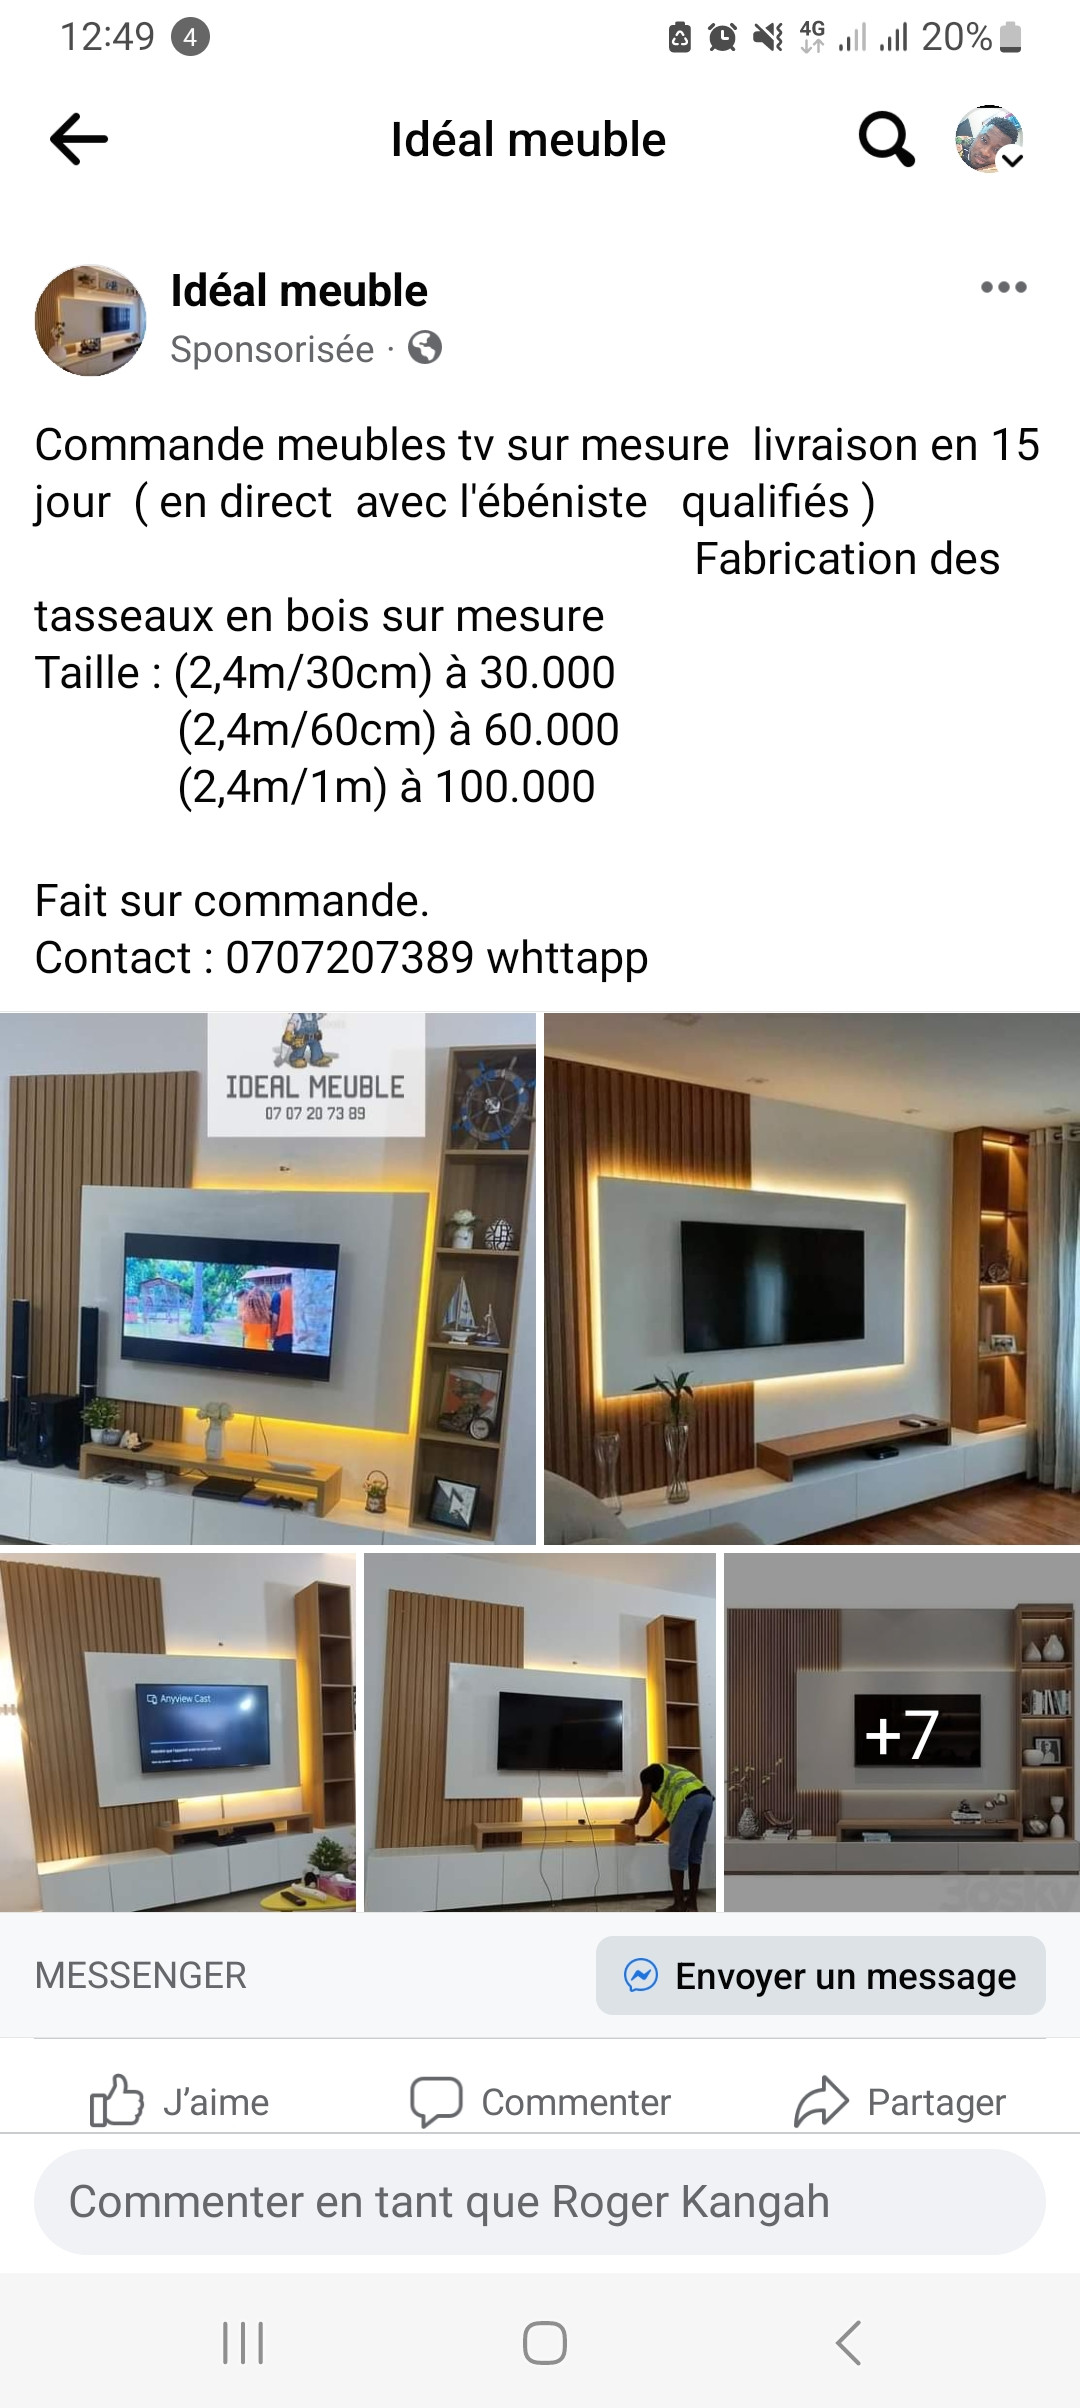 12:49 4 4G 20%
Idéal meuble
Idéal meuble
Sponsorisée ·
Commande meubles tv sur mesure livraison en 15
jour ( en direct avec l'ébéniste qualifiés )
Fabrication des
tasseaux en bois sur mesure
Taille : (2,4m/30cm) à 30.000
(2,4m/60cm) à 60.000
(2,4m/1m) à 100.000
Fait sur commande.
Contact : 0707207389 whttapp
IDEAL MEUBLE
07 07 20 73 89
Anyview Cast
+7
3dsky
MESSENGER
Envoyer un message
J'aime
Commenter
Partager
Commenter en tant que Roger Kangah